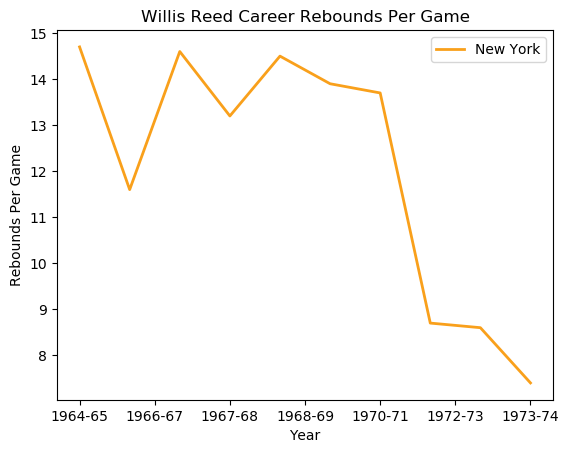 Willis Reed Career Rebounds Per Game
New York
15
14
13
12
11
10
9
8
Rebounds Per Game
1964-65 1966-67 1967-68 1968-69 1970-71 1972-73 1973-74
Year